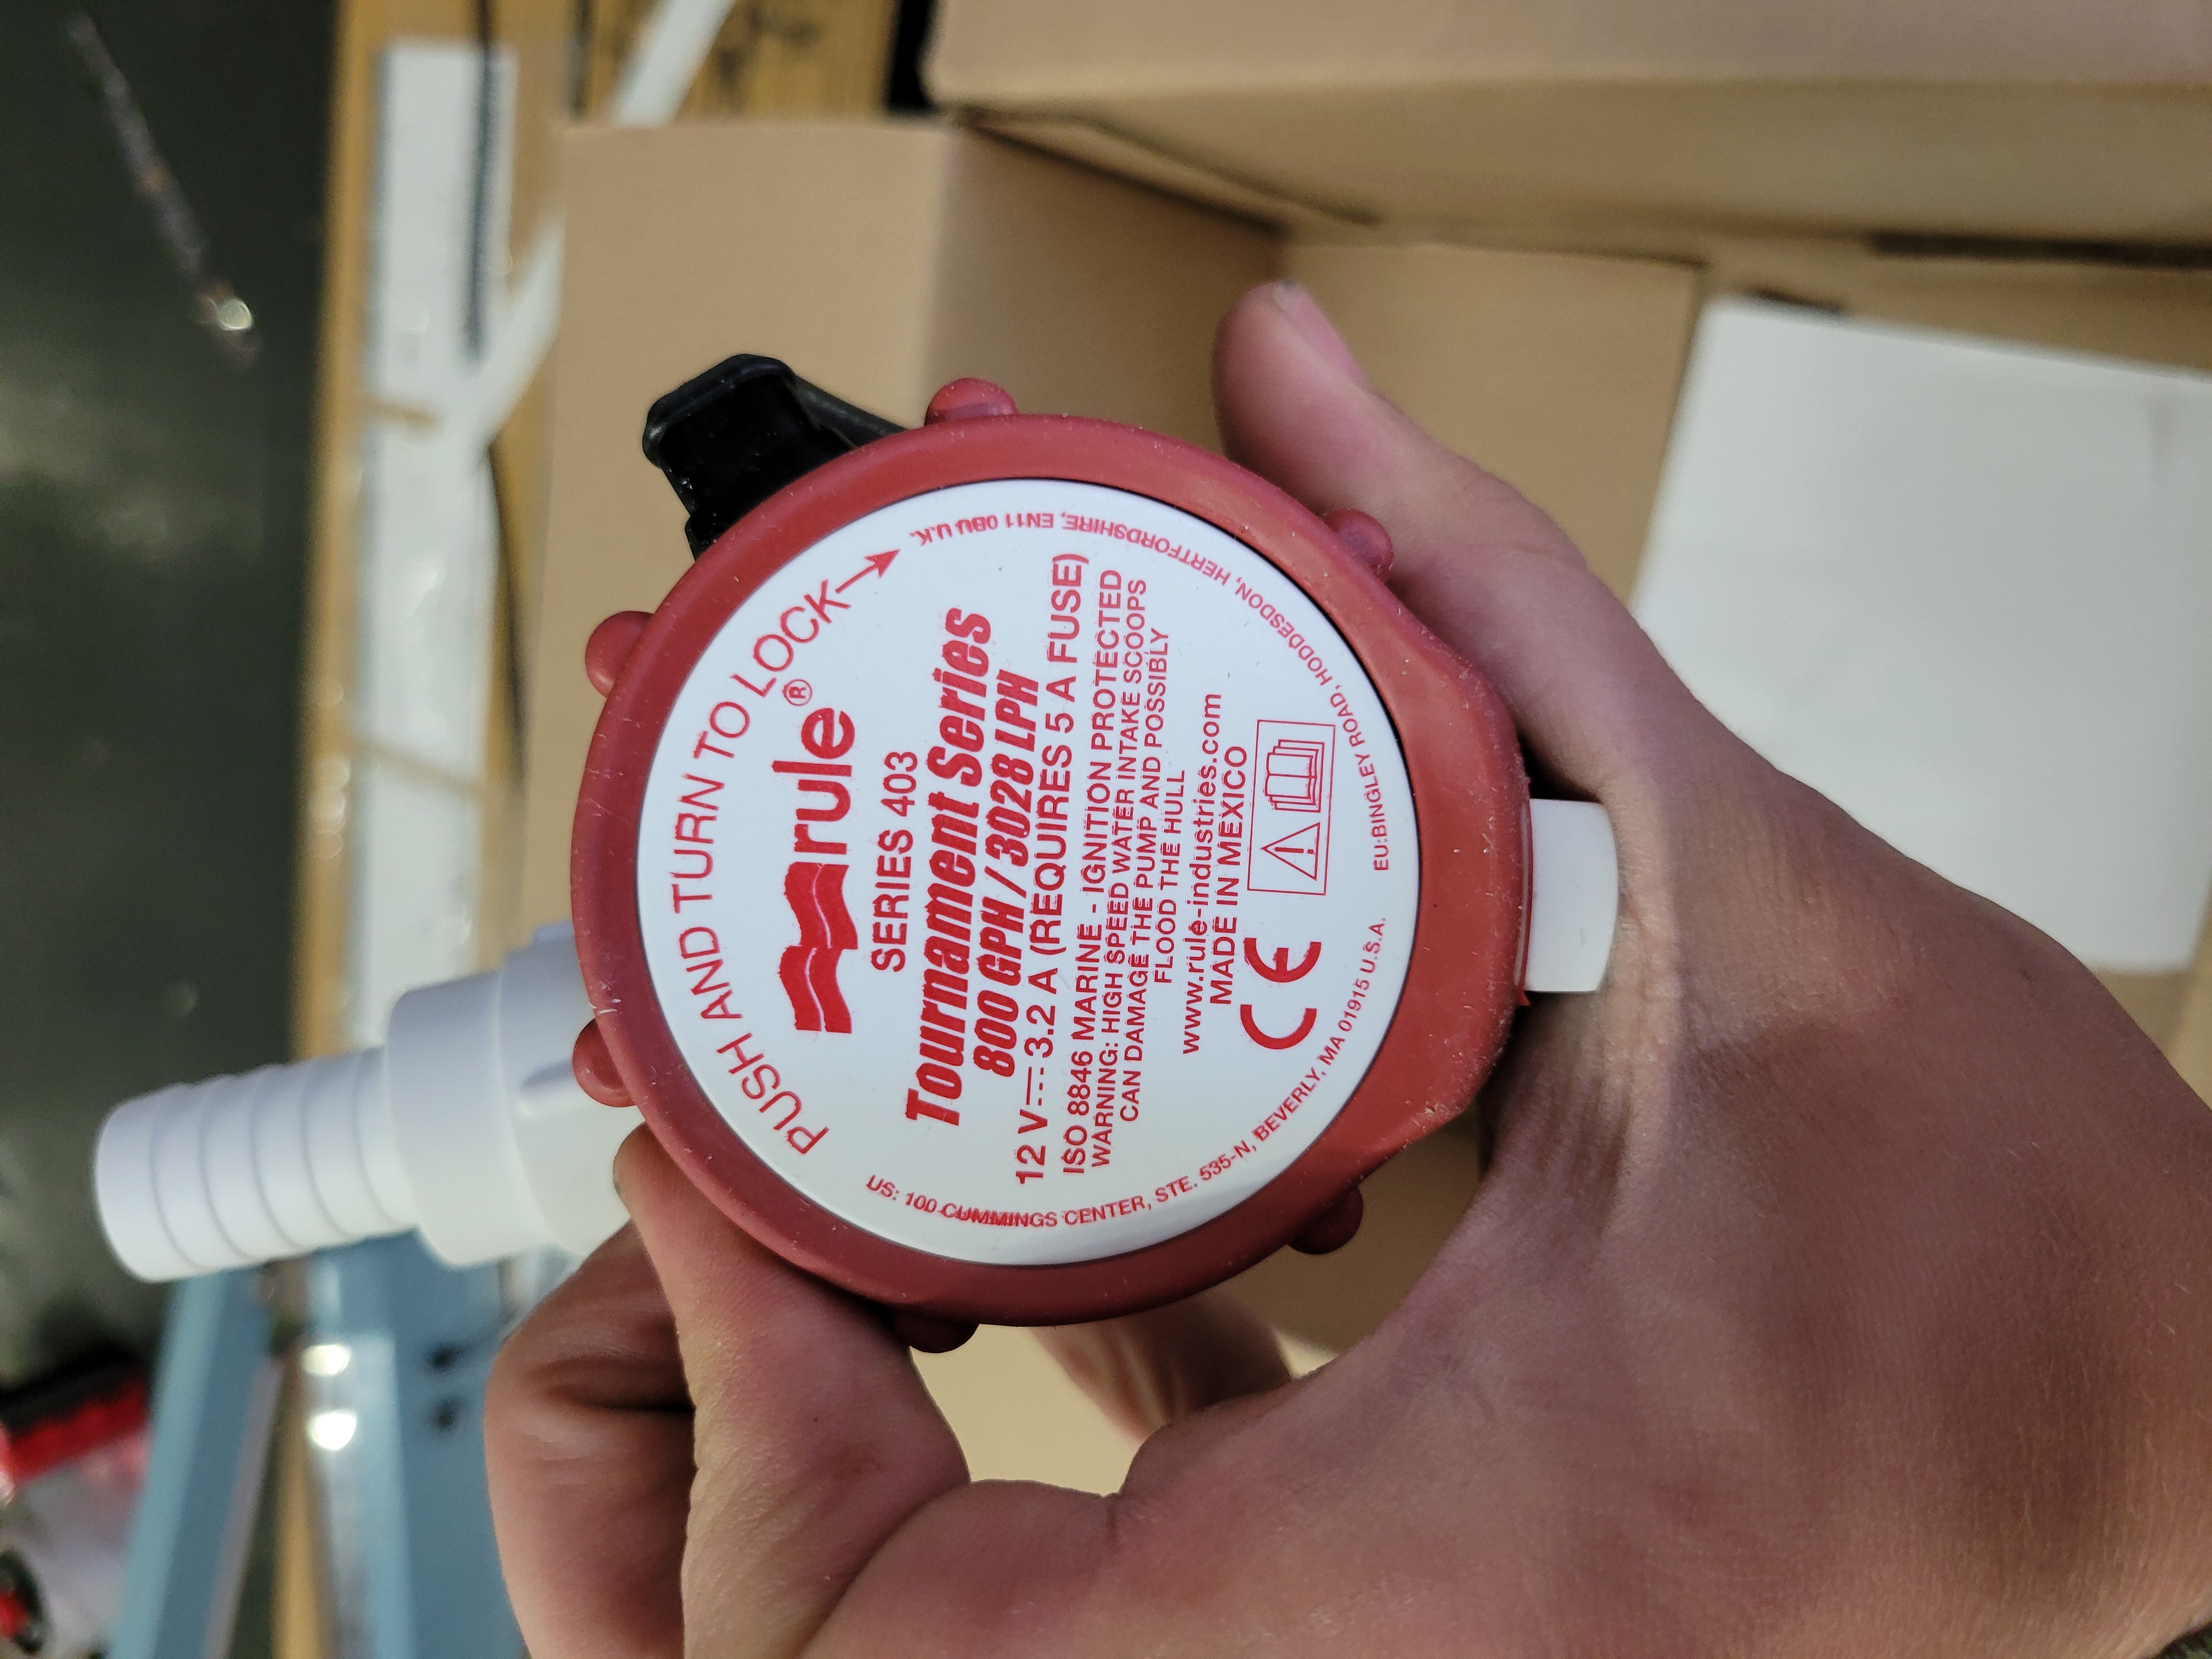 PUSH AND TURN TO LOCK
rule®
SERIES 403
Tournament Series
800 GPH / 3028 LPH
12 V⎓3.2 A (REQUIRES 5 A FUSE)
ISO 8846 MARINE - IGNITION PROTECTED
WARNING: HIGH SPEED WATER INTAKE SCOOPS
CAN DAMAGE THE PUMP AND POSSIBLY
FLOOD THE HULL
www.rule-industries.com
MADE IN MEXICO
CE
US: 100 CUMMINGS CENTER, STE. 535-N, BEVERLY, MA 01915 U.S.A.
EU:BINGLEY ROAD, HODDESDON, HERTFORDSHIRE, EN11 0BU U.K.